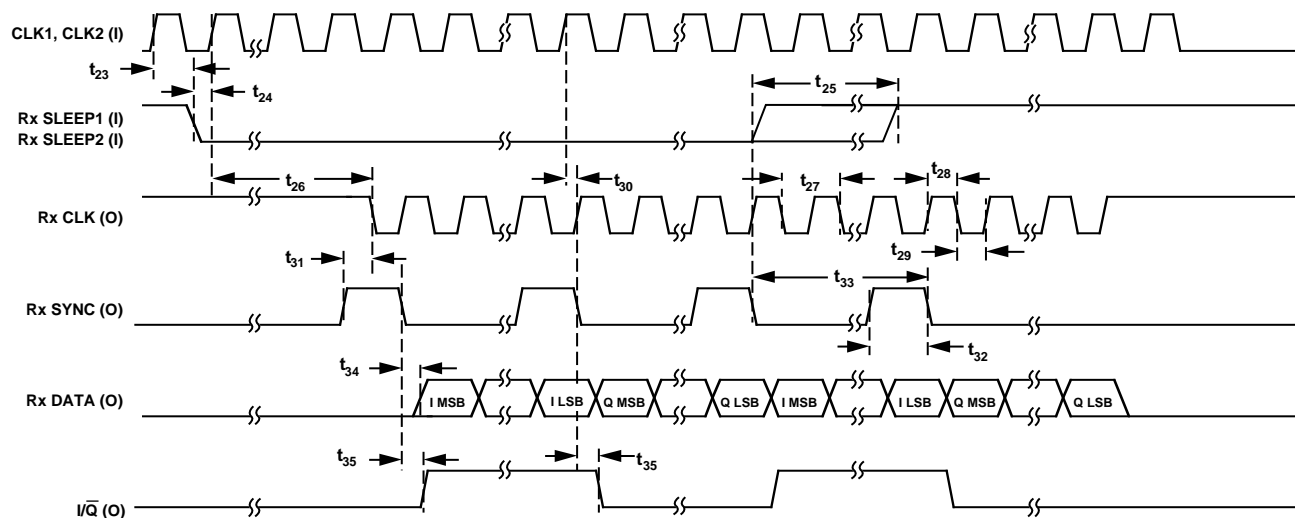 CLK1, CLK2 (I)
t23
t24
t25
Rx SLEEP1 (I)
Rx SLEEP2 (I)
t26
t30
t27
t28
Rx CLK (O)
t31
t29
t33
Rx SYNC (O)
t32
t34
Rx DATA (O)
I MSB
I LSB
Q MSB
Q LSB
I MSB
I LSB
Q MSB
Q LSB
t35
t35
I/Q̅ (O)